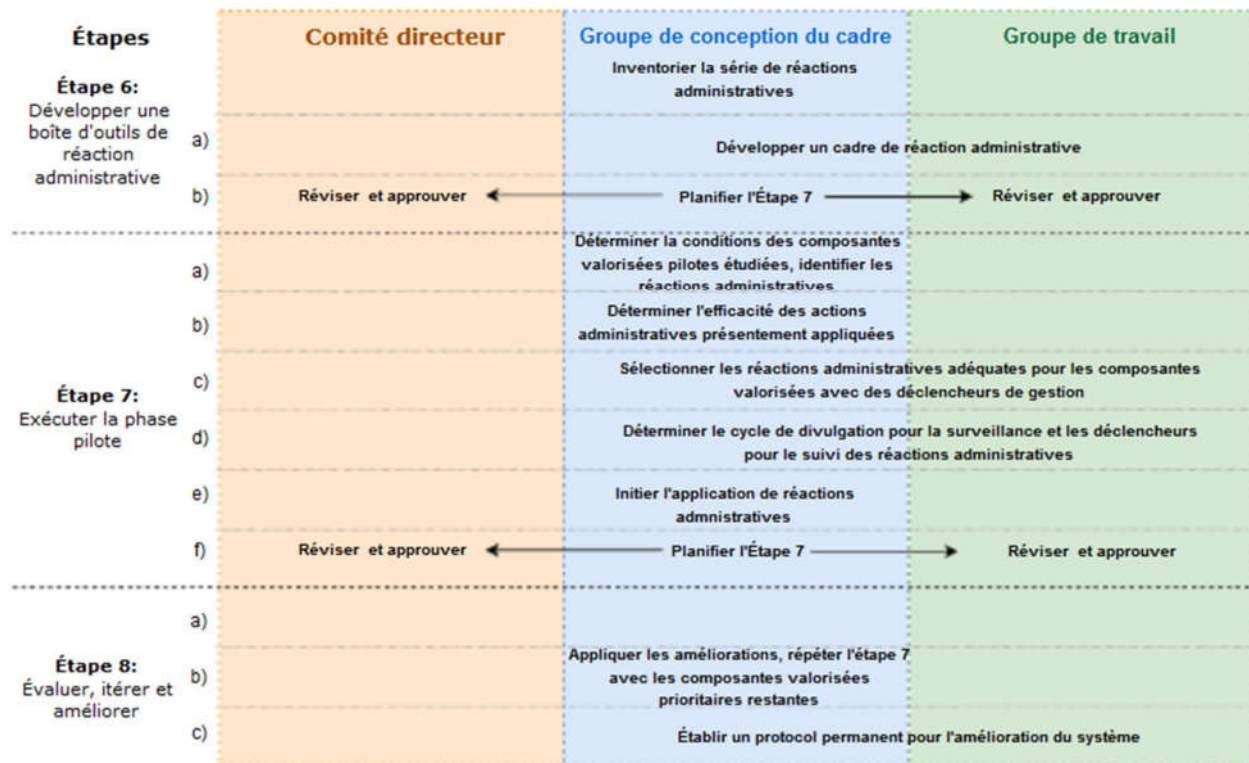 Étapes
Comité directeur
Groupe de conception du cadre
Groupe de travail
Étape 6:
Développer une
boîte d'outils de
réaction
administrative
Inventorier la série de réactions
administratives
a)
Développer un cadre de réaction administrative
b)
Réviser et approuver
Planifier l'Étape 7
Réviser et approuver
Étape 7:
Exécuter la phase
pilote
a)
Déterminer la conditions des composantes
valorisées pilotes étudiées, identifier les
réactions administratives
b)
Déterminer l'efficacité des actions
administratives présentement appliquées
c)
Sélectionner les réactions administratives adéquates pour les composantes
valorisées avec des déclencheurs de gestion
d)
Déterminer le cycle de divulgation pour la surveillance et les déclencheurs
pour le suivi des réactions administratives
e)
Initier l'application de réactions
admnistratives
f)
Réviser et approuver
Planifier l'Étape 7
Réviser et approuver
Étape 8:
Évaluer, itérer et
améliorer
a)
b)
Appliquer les améliorations, répéter l'étape 7
avec les composantes valorisées
prioritaires restantes
c)
Établir un protocol permanent pour l'amélioration du système